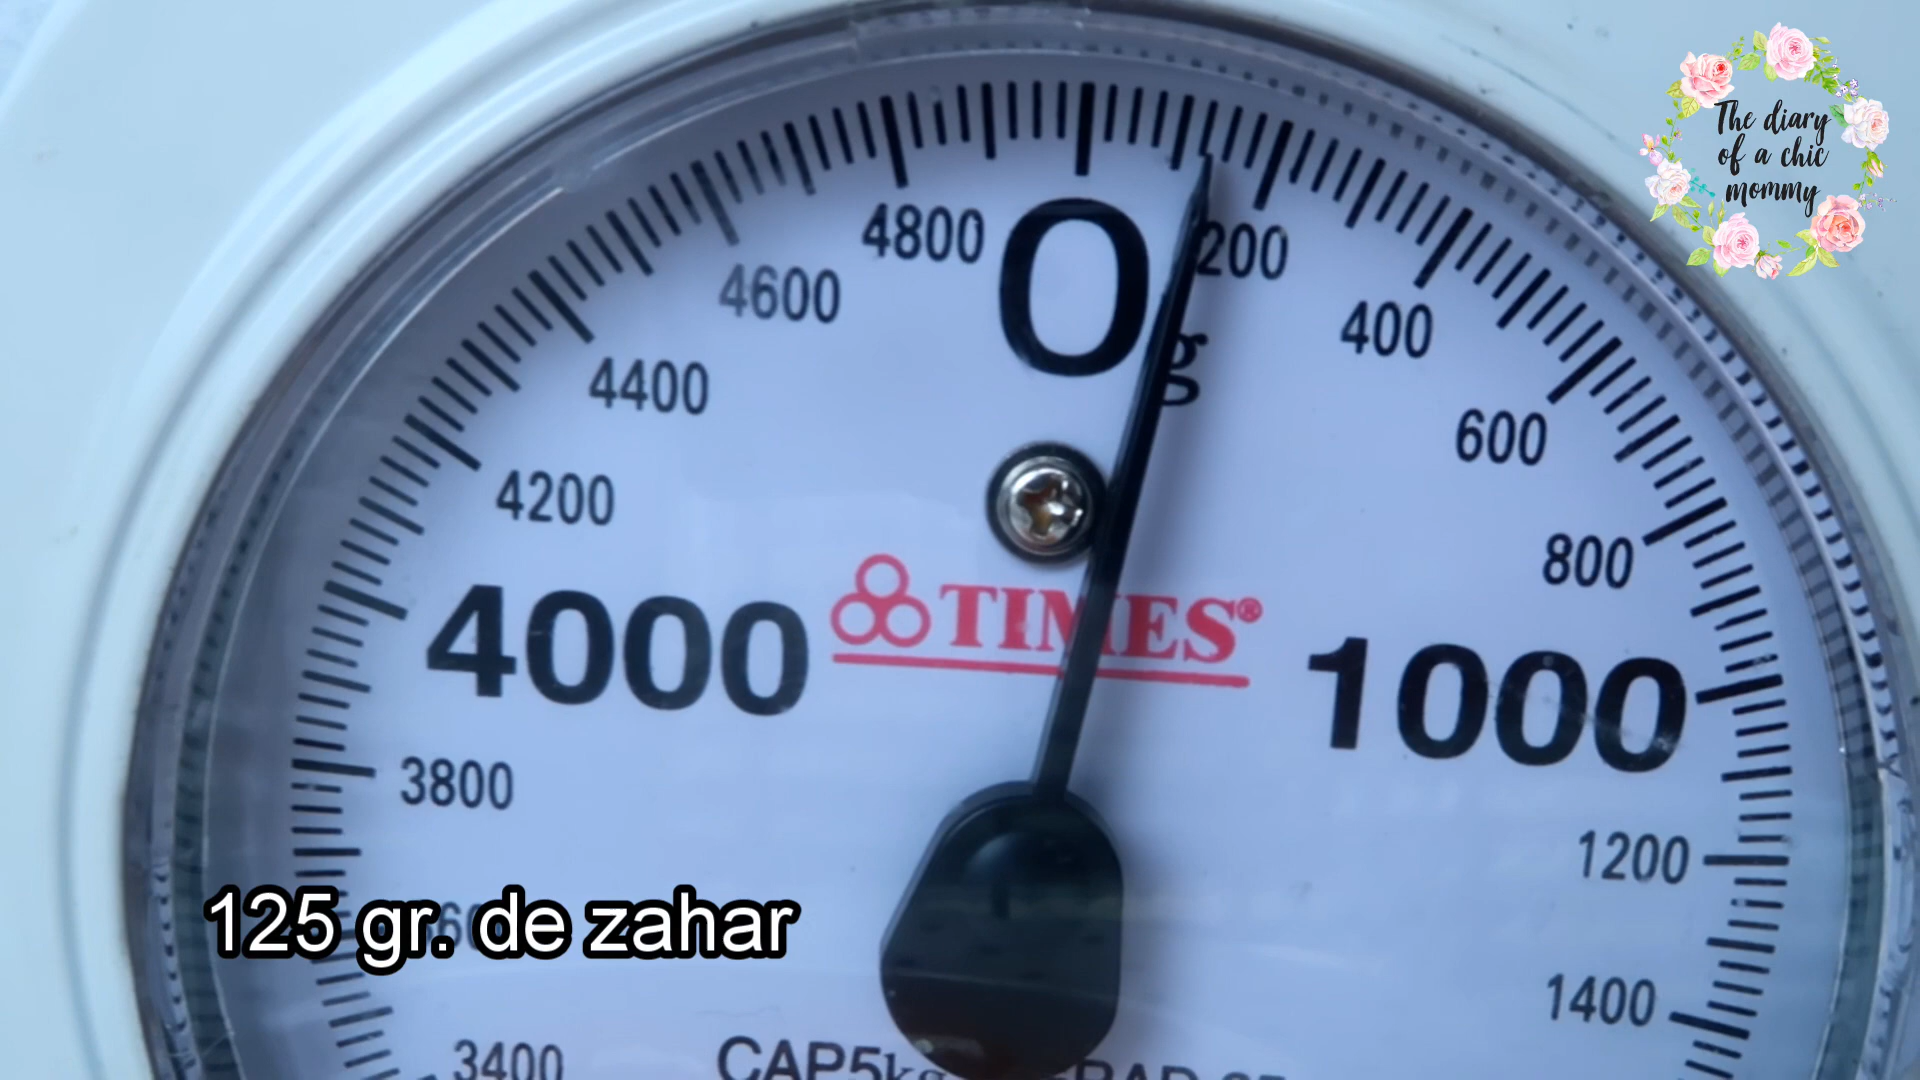 The diary
of a chic
mommy
0
g
200
400
600
800
1000
1200
1400
3400
3800
4000
4200
4400
4600
4800
TIMES®
125 gr. de zahar
CAP5kg